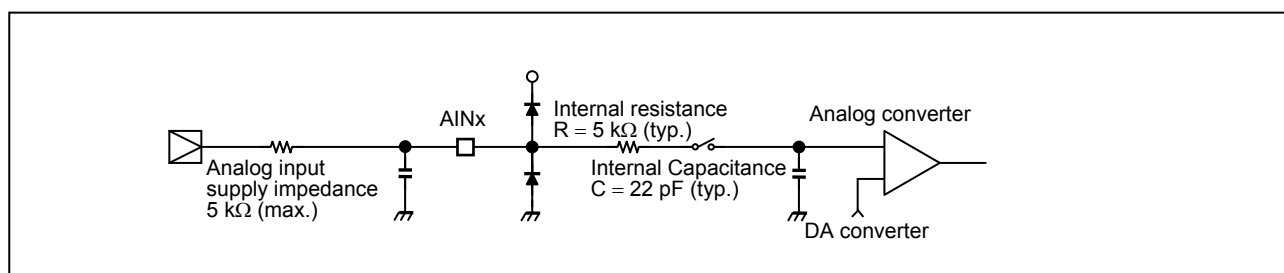 AINx
Analog input
supply impedance
5 kΩ (max.)
Internal resistance
R = 5 kΩ (typ.)
Internal Capacitance
C = 22 pF (typ.)
Analog converter
DA converter